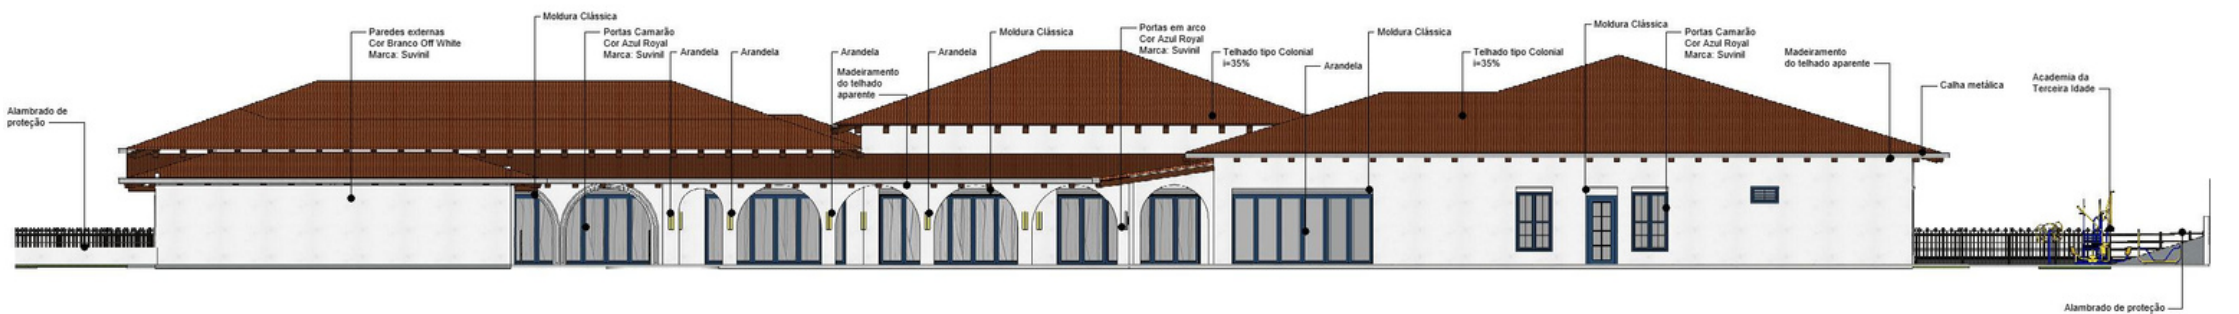 Alambrado de
proteção
Paredes externas
Cor Branco Off White
Marca: Suvinil
Moldura Clássica
Portas Camarão
Cor Azul Royal
Marca: Suvinil
Arandela
Arandela
Arandela
Madeiramento
do telhado
aparente
Arandela
Moldura Clássica
Portas em arco
Cor Azul Royal
Marca: Suvinil
Telhado tipo Colonial
i=35%
Arandela
Moldura Clássica
Telhado tipo Colonial
i=35%
Moldura Clássica
Portas Camarão
Cor Azul Royal
Marca: Suvinil
Madeiramento
do telhado aparente
Calha metálica
Academia da
Terceira Idade
Alambrado de proteção